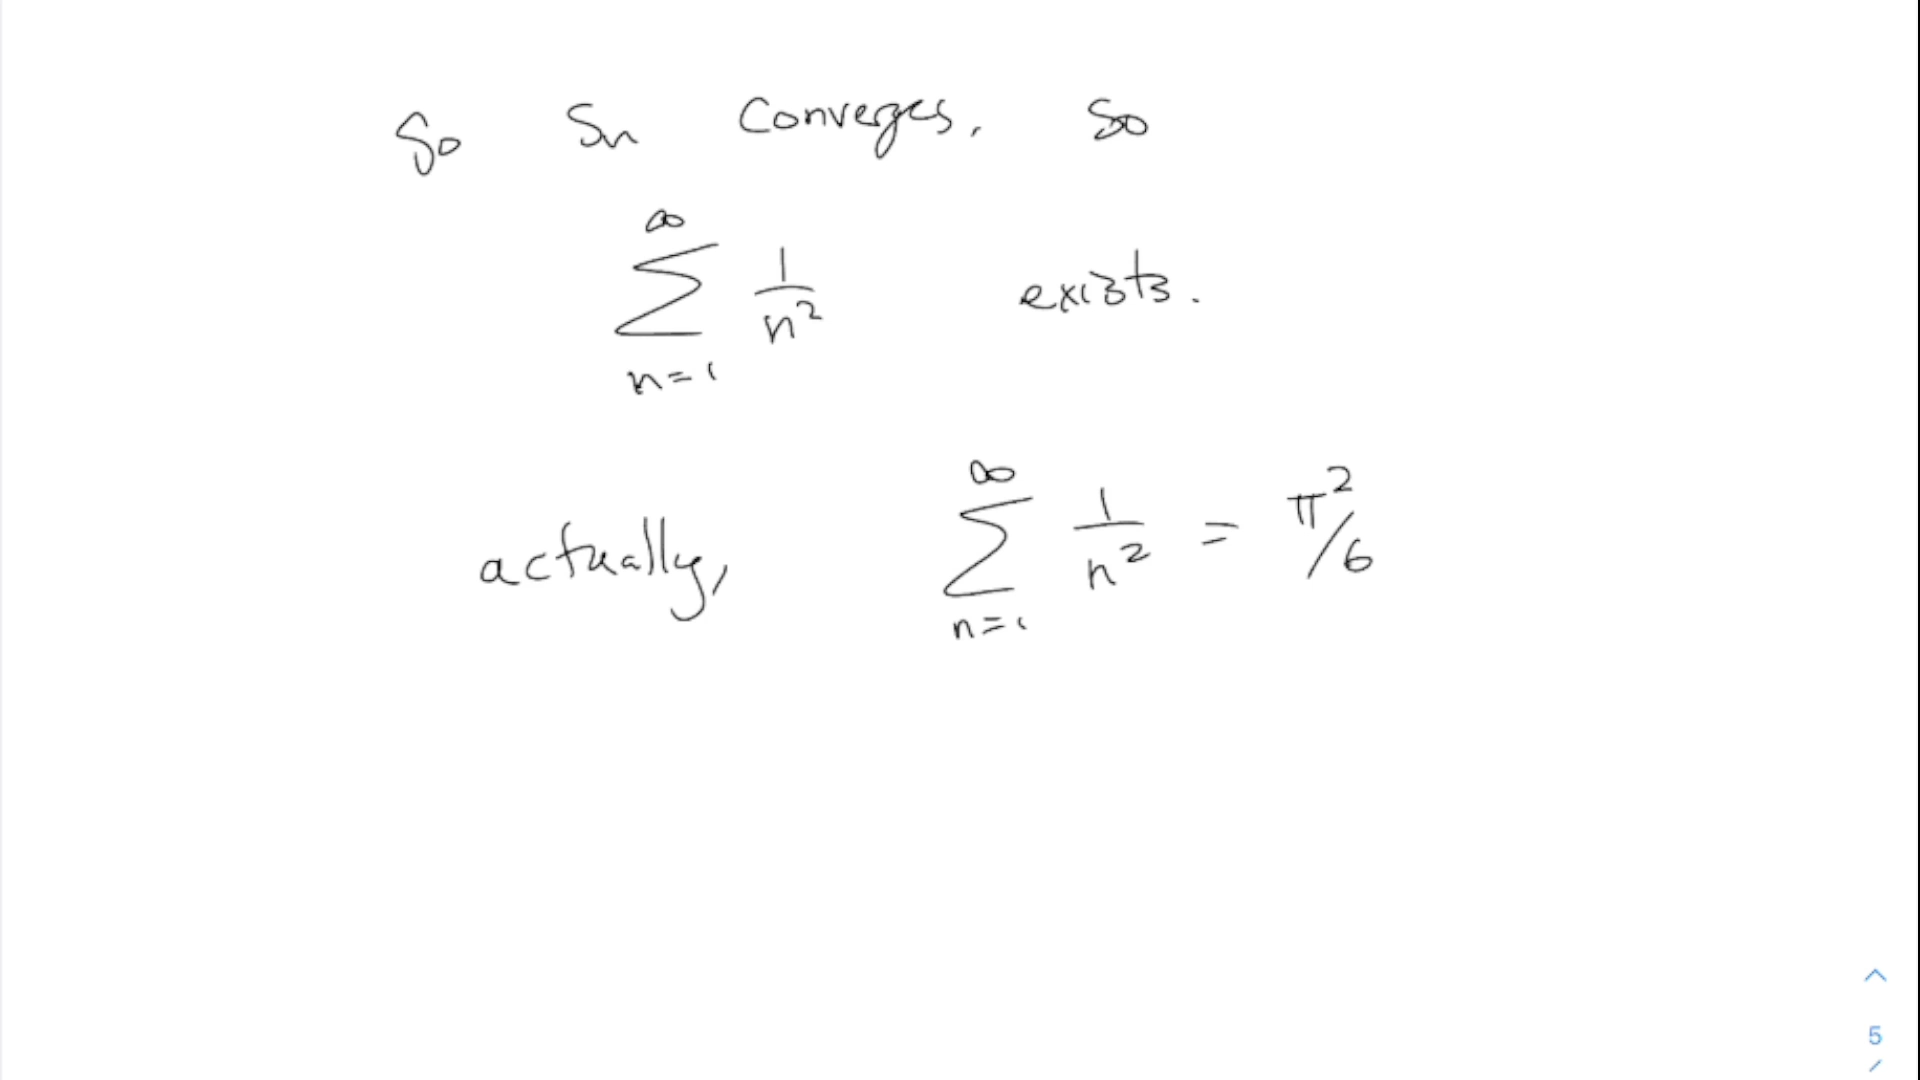 So Sn converges. So
∞
∑ 1/n² exists.
n=1
∞
actually, ∑ 1/n² = π²/6
n=1
5